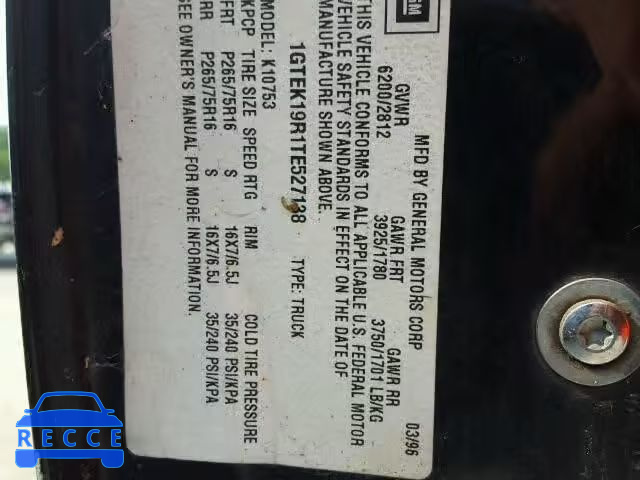 GM
MFD BY GENERAL MOTORS CORP 03/96
GVWR GAWR FRT GAWR RR
6200/2812 3925/1780 3750/1701 LB/KG
THIS VEHICLE CONFORMS TO ALL APPLICABLE U.S. FEDERAL MOTOR
VEHICLE SAFETY STANDARDS IN EFFECT ON THE DATE OF
MANUFACTURE SHOWN ABOVE.
1GTEK19R1TE527138 TYPE: TRUCK
MODEL: K10753
KPCP TIRE SIZE SPEED RTG RIM COLD TIRE PRESSURE
FRT P265/75R16 S 16X7/6.5J 35/240 PSI/KPA
RR P265/75R16 S 16X7/6.5J 35/240 PSI/KPA
SEE OWNER'S MANUAL FOR MORE INFORMATION.
RECCE